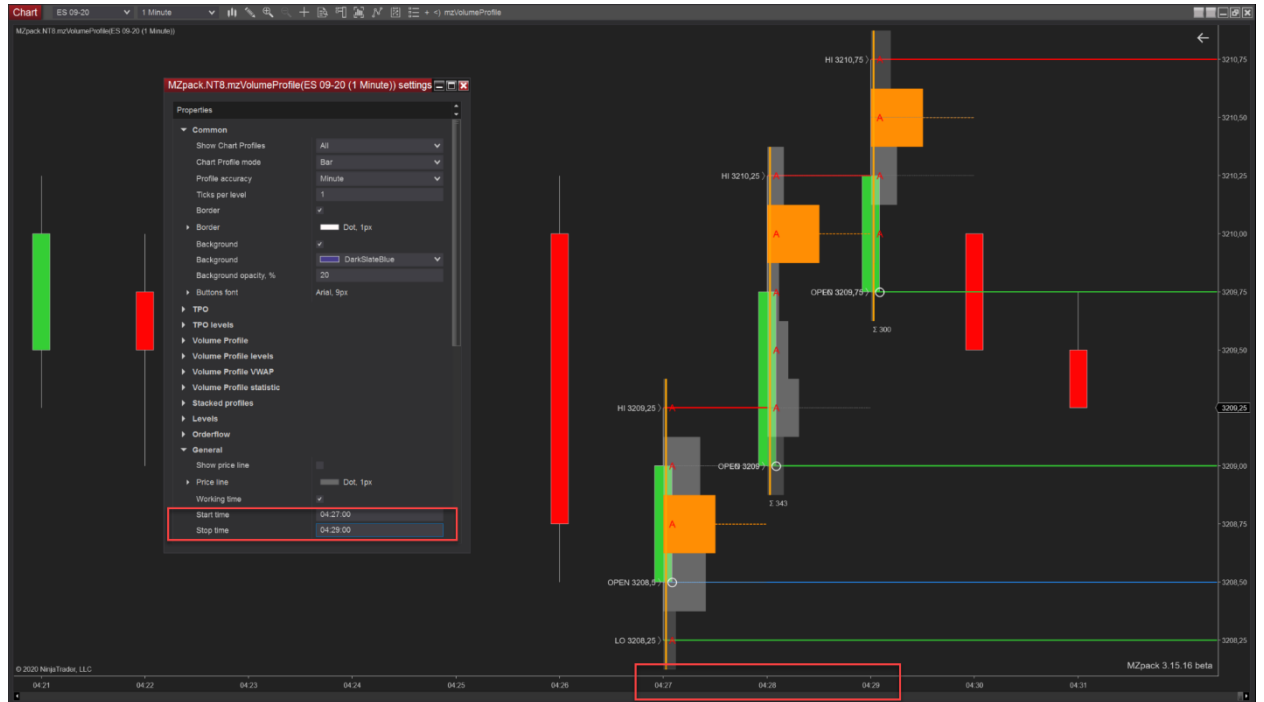 Chart ES 09-20 1 Minute + <) mzVolumeProfile
MZpack.NT8.mzVolumeProfile(ES 09-20 (1 Minute))
MZpack.NT8.mzVolumeProfile(ES 09-20 (1 Minute)) settings
Properties
Common
Show Chart Profiles All
Chart Profile mode Bar
Profile accuracy Minute
Ticks per level 1
Border
Border Dot, 1px
Background
Background DarkSlateBlue
Background opacity, % 20
Buttons font Arial, 9px
TPO
TPO levels
Volume Profile
Volume Profile levels
Volume Profile VWAP
Volume Profile statistic
Stacked profiles
Levels
Orderflow
General
Show price line
Price line Dot, 1px
Working time
Start time 04:27:00
Stop time 04:29:00
HI 3210,75 A
A
HI 3210,25 A A
A A
OPEN 3209,75 A
Σ 300
A
HI 3209,25 A A
A OPEN 3209
Σ 343
A
OPEN 3208,5
LO 3208,25 A
3210,75
3210,50
3210,25
3210,00
3209,75
3209,50
3209,25
3209,00
3208,75
3208,50
3208,25
© 2020 NinjaTrader, LLC
MZpack 3.15.16 beta
04:21 04:22 04:23 04:24 04:25 04:26 04:27 04:28 04:29 04:30 04:31